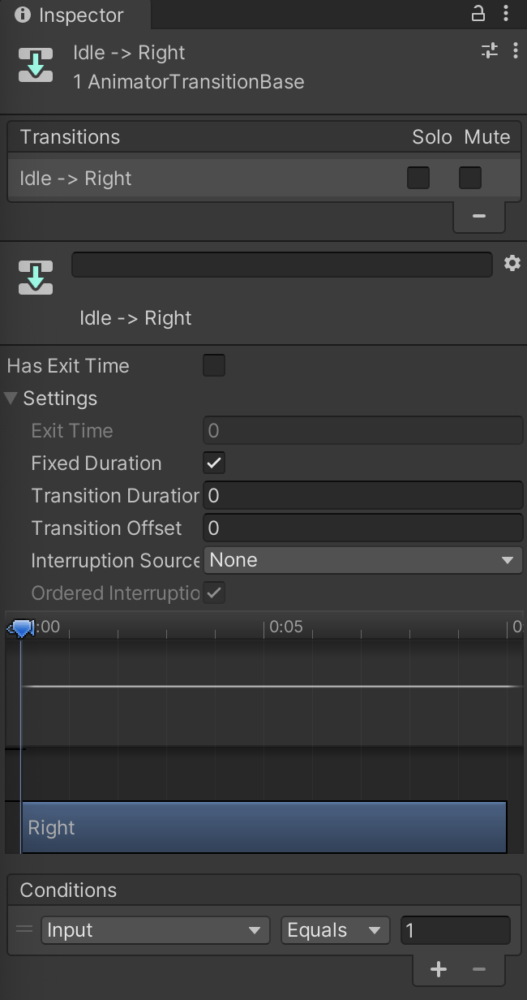 Inspector
Idle -> Right
1 AnimatorTransitionBase
Transitions Solo Mute
Idle -> Right
Idle -> Right
Has Exit Time
Settings
Exit Time 0
Fixed Duration
Transition Duration 0
Transition Offset 0
Interruption Source None
Ordered Interruptio
:00 0:05 0
Right
Conditions
Input Equals 1